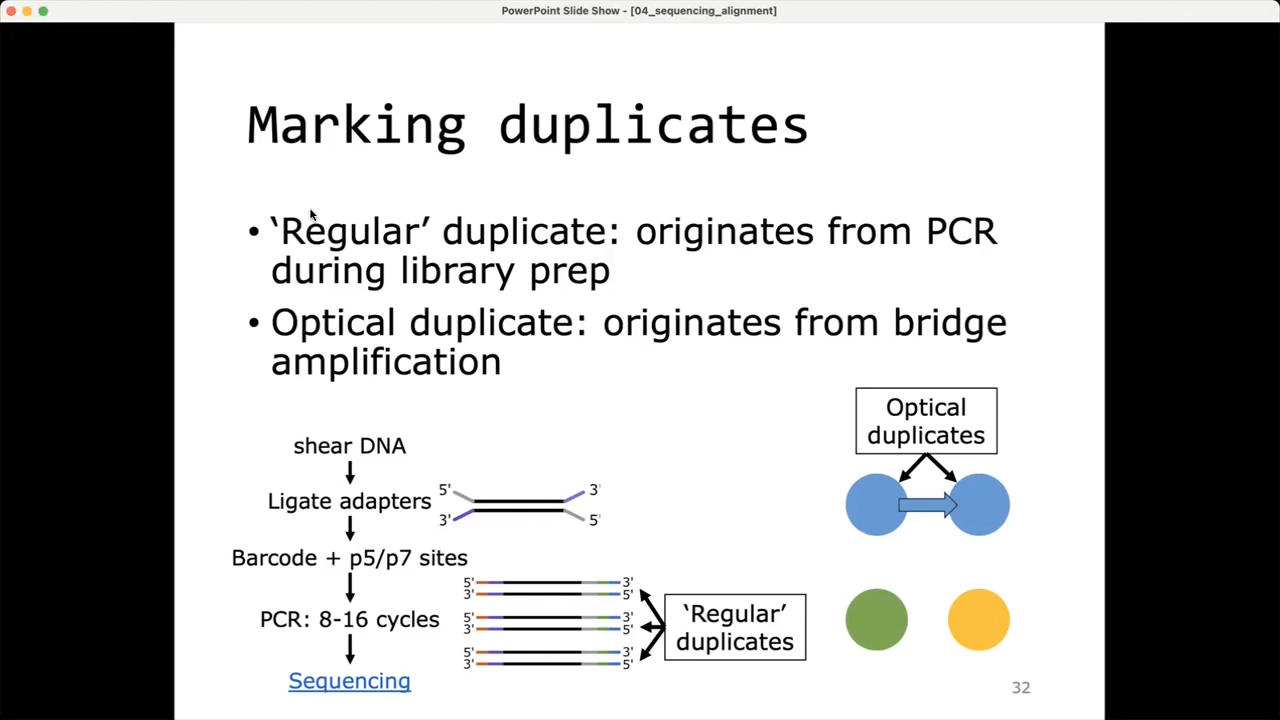 PowerPoint Slide Show - [04_sequencing_alignment]
Marking duplicates
• ‘Regular’ duplicate: originates from PCR
during library prep
• Optical duplicate: originates from bridge
amplification
Optical
duplicates
shear DNA
Ligate adapters
5' 3'
3' 5'
Barcode + p5/p7 sites
PCR: 8-16 cycles
5' 3'
3' 5'
5' 3'
3' 5'
5' 3'
3' 5'
‘Regular’
duplicates
Sequencing
32